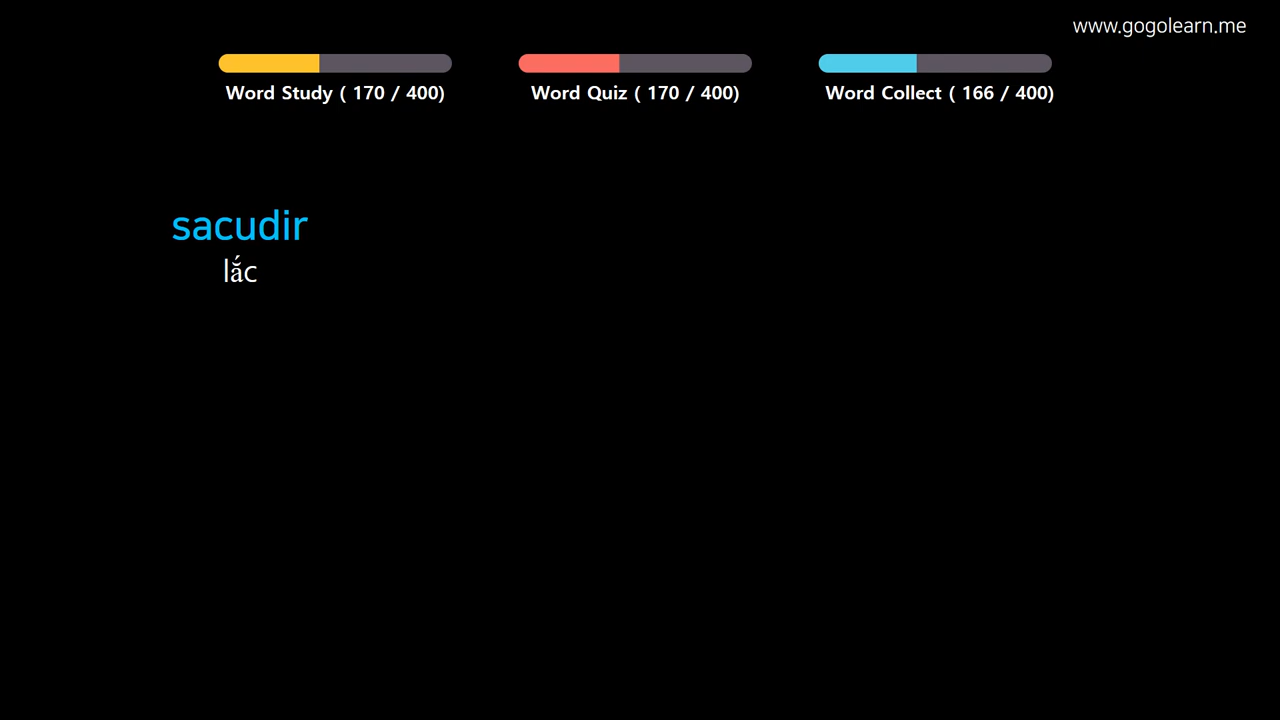 www.gogolearn.me
Word Study ( 170 / 400)
Word Quiz ( 170 / 400)
Word Collect ( 166 / 400)
sacudir
lắc